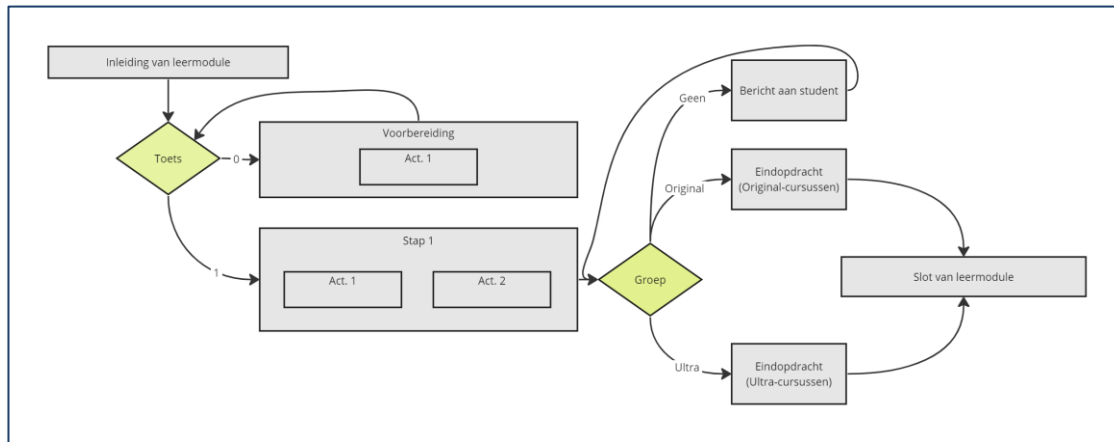 Inleiding van leermodule
Toets
0
Voorbereiding
Act. 1
1
Stap 1
Act. 1
Act. 2
Groep
Geen
Bericht aan student
Original
Eindopdracht
(Original-cursussen)
Ultra
Eindopdracht
(Ultra-cursussen)
Slot van leermodule